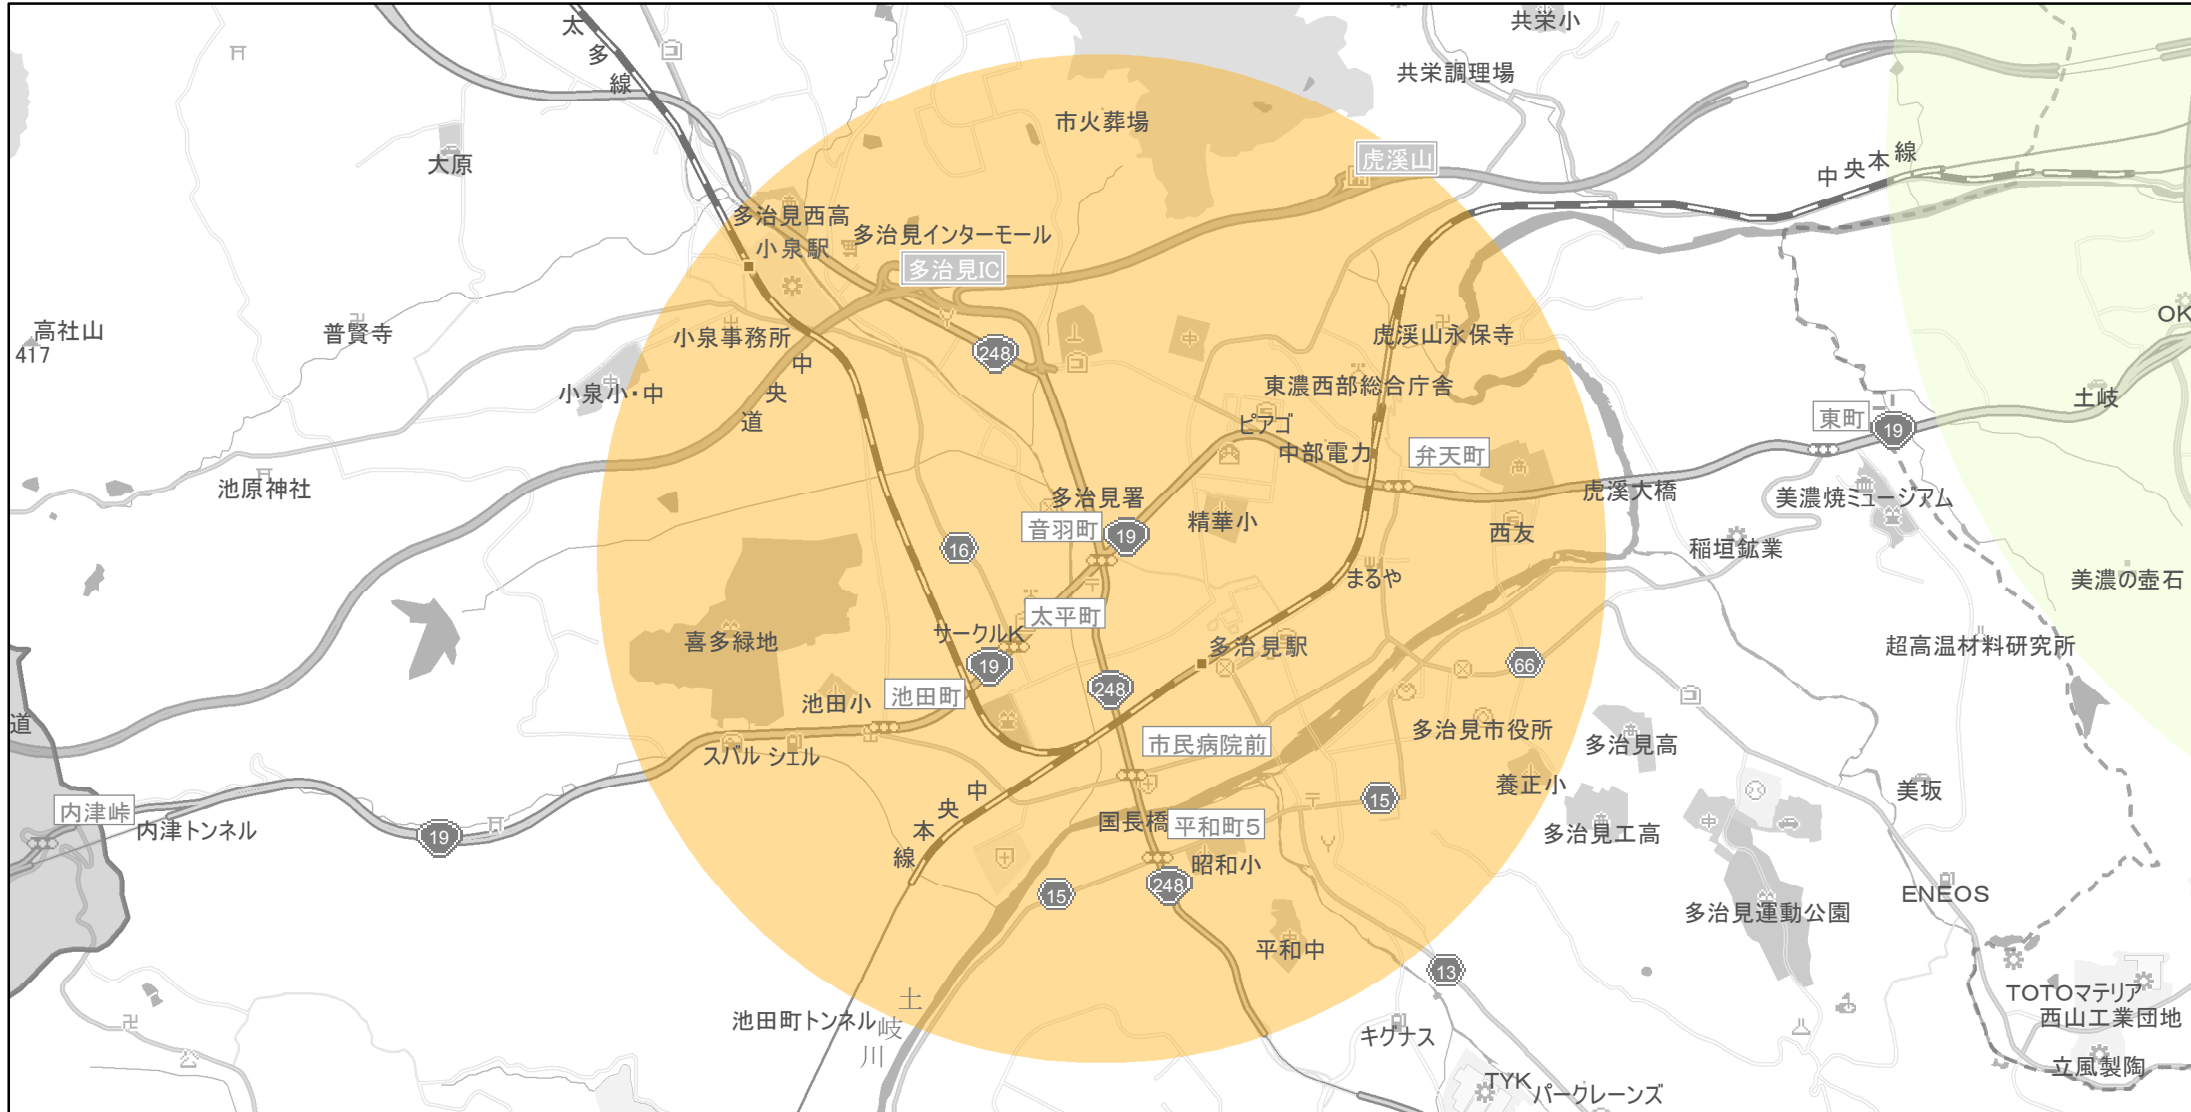 太多線
共栄小
共栄調理場
市火葬場
虎溪山
大原
中央本線
多治見西高
小泉駅
多治見インターモール
多治見IC
高社山
417
普賢寺
小泉事務所
中央道
248
虎渓山永保寺
OK
小泉小・中
東濃西部総合庁舎
土岐
東町
19
ピアゴ
中部電力
弁天町
池原神社
多治見署
虎渓大橋
美濃焼ミュージアム
音羽町
19
精華小
西友
16
稲垣鉱業
まるや
美濃の壺石
太平町
サークルK
喜多緑地
多治見駅
超高温材料研究所
19
66
池田町
248
池田小
道
市民病院前
多治見市役所
多治見高
スバル
シェル
養正小
美坂
内津峠
内津トンネル
19
中央本線
国長橋
平和町5
15
多治見工高
昭和小
248
15
ENEOS
多治見運動公園
平和中
13
土岐川
池田町トンネル
キグナス
TOTOマテリア
西山工業団地
立風製陶
TYK
パークレーンズ